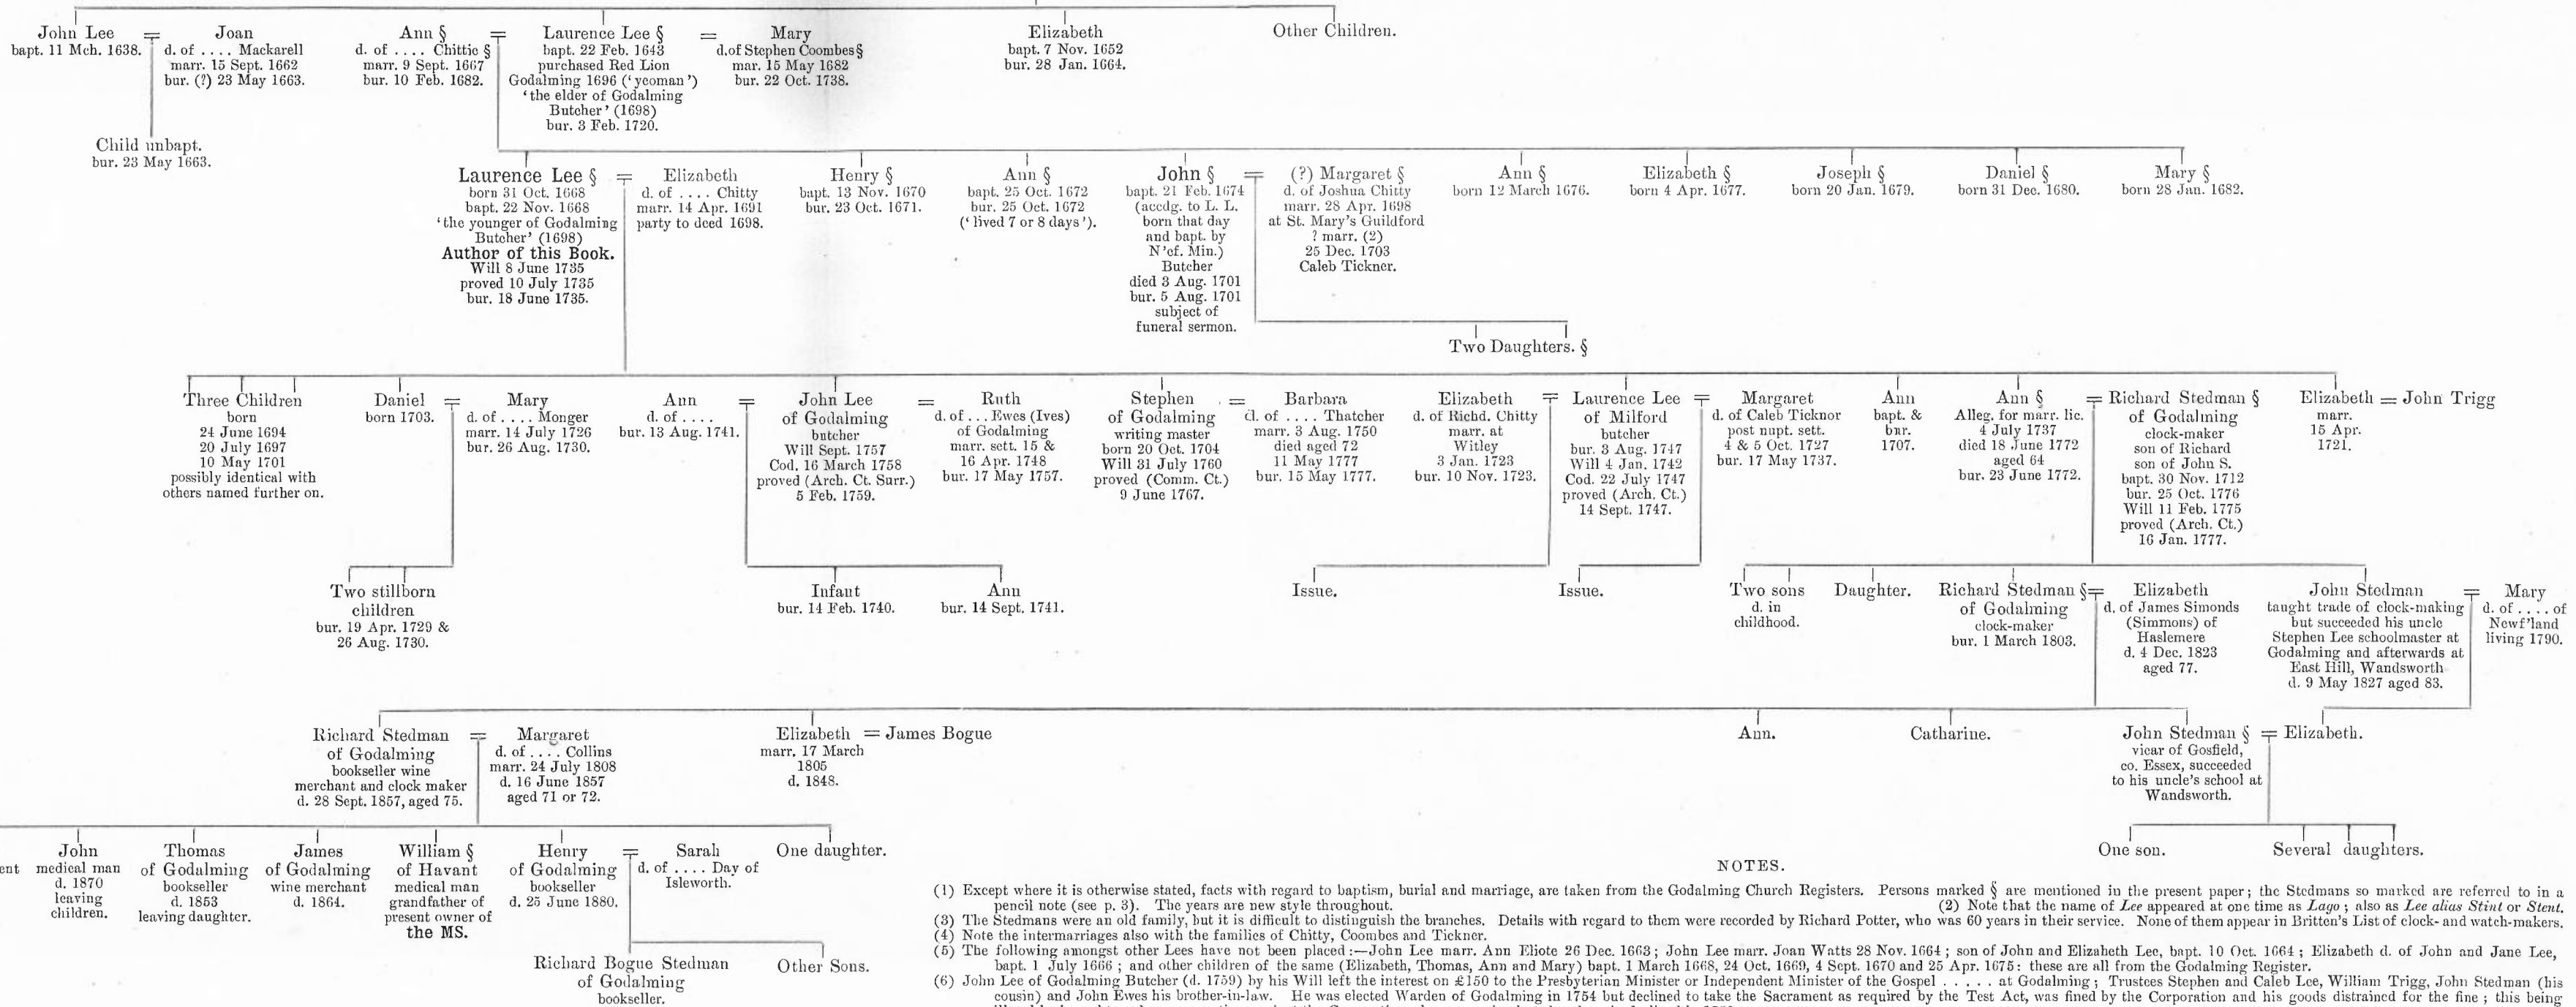 John Lee
bapt. 11 Mch. 1638.
=
Joan
d. of .... Mackarell
marr. 15 Sept. 1662
bur. (?) 23 May 1663.
Ann §
d. of .... Chittie §
marr. 9 Sept. 1667
bur. 10 Feb. 1682.
=
Laurence Lee §
bapt. 22 Feb. 1643
purchased Red Lion
Godalming 1696 (‘yeoman’)
‘the elder of Godalming
Butcher’ (1698)
bur. 3 Feb. 1720.
=
Mary
d.of Stephen Coombes §
mar. 15 May 1682
bur. 22 Oct. 1738.
Elizabeth
bapt. 7 Nov. 1652
bur. 28 Jan. 1664.
Other Children.
Child unbapt.
bur. 23 May 1663.
Laurence Lee §
born 31 Oct. 1668
bapt. 22 Nov. 1668
‘the younger of Godalming
Butcher’ (1698)
Author of this Book.
Will 8 June 1735
proved 10 July 1735
bur. 18 June 1735.
=
Elizabeth
d. of .... Chitty
marr. 14 Apr. 1691
party to deed 1698.
Henry §
bapt. 13 Nov. 1670
bur. 23 Oct. 1671.
Ann §
bapt. 25 Oct. 1672
bur. 25 Oct. 1672
(‘lived 7 or 8 days’).
John §
bapt. 21 Feb. 1674
(accdg. to L. L.
born that day
and bapt. by
N'cf. Min.)
Butcher
died 3 Aug. 1701
bur. 5 Aug. 1701
subject of
funeral sermon.
=
(?) Margaret §
d. of Joshua Chitty
marr. 28 Apr. 1698
at St. Mary's Guildford
? marr. (2)
25 Dec. 1703
Caleb Tickner.
Ann §
born 12 March 1676.
Elizabeth §
born 4 Apr. 1677.
Joseph §
born 20 Jan. 1679.
Daniel §
born 31 Dec. 1680.
Mary §
born 28 Jan. 1682.
Two Daughters. §
Three Children
born
24 June 1694
20 July 1697
10 May 1701
possibly identical with
others named further on.
Daniel
born 1703.
=
Mary
d. of .... Monger
marr. 14 July 1726
bur. 26 Aug. 1730.
Ann
d. of ....
bur. 13 Aug. 1741.
=
John Lee
of Godalming
butcher
Will Sept. 1757
Cod. 16 March 1758
proved (Arch. Ct. Surr.)
5 Feb. 1759.
=
Ruth
d. of ... Ewes (Ives)
of Godalming
marr. sett. 15 &
16 Apr. 1748
bur. 17 May 1757.
Stephen
of Godalming
writing master
born 20 Oct. 1704
Will 31 July 1760
proved (Comm. Ct.)
9 June 1767.
=
Barbara
d. of .... Thatcher
marr. 3 Aug. 1750
died aged 72
11 May 1777
bur. 15 May 1777.
Elizabeth
d. of Richd. Chitty
marr. at
Witley
3 Jan. 1723
bur. 10 Nov. 1723.
=
Laurence Lee
of Milford
butcher
bur. 3 Aug. 1747
Will 4 Jan. 1742
Cod. 22 July 1747
proved (Arch. Ct.)
14 Sept. 1747.
=
Margaret
d. of Caleb Ticknor
post nupt. sett.
4 & 5 Oct. 1727
bur. 17 May 1737.
Ann
bapt. &
bur.
1707.
Ann §
Alleg. for marr. lic.
4 July 1737
died 18 June 1772
aged 64
bur. 23 June 1772.
=
Richard Stedman §
of Godalming
clock-maker
son of Richard
son of John S.
bapt. 30 Nov. 1712
bur. 25 Oct. 1776
Will 11 Feb. 1775
proved (Arch. Ct.)
16 Jan. 1777.
Elizabeth = John Trigg
marr.
15 Apr.
1721.
Two stillborn
children
bur. 19 Apr. 1729 &
26 Aug. 1730.
Infant
bur. 14 Feb. 1740.
Ann
bur. 14 Sept. 1741.
Issue.
Issue.
Two sons
d. in
childhood.
Daughter.
Richard Stedman §
of Godalming
clock-maker
bur. 1 March 1803.
=
Elizabeth
d. of James Simonds
(Simmons) of
Haslemere
d. 4 Dec. 1823
aged 77.
John Stedman
taught trade of clock-making
but succeeded his uncle
Stephen Lee schoolmaster at
Godalming and afterwards at
East Hill, Wandsworth
d. 9 May 1827 aged 83.
=
Mary
d. of .... of
Newf'land
living 1790.
Richard Stedman
of Godalming
bookseller wine
merchant and clock maker
d. 28 Sept. 1857, aged 75.
=
Margaret
d. of .... Collins
marr. 24 July 1808
d. 16 June 1857
aged 71 or 72.
Elizabeth = James Bogue
marr. 17 March
1805
d. 1848.
Ann.
Catharine.
John Stedman §
vicar of Gosfield,
co. Essex, succeeded
to his uncle's school at
Wandsworth.
=
Elizabeth.
ent
John
medical man
d. 1870
leaving
children.
Thomas
of Godalming
bookseller
d. 1853
leaving daughter.
James
of Godalming
wine merchant
d. 1864.
William §
of Havant
medical man
grandfather of
present owner of
the MS.
Henry
of Godalming
bookseller
d. 25 June 1880.
=
Sarah
d. of .... Day of
Isleworth.
One daughter.
One son.
Several daughters.
Richard Bogue Stedman
of Godalming
bookseller.
Other Sons.
NOTES.
(1) Except where it is otherwise stated, facts with regard to baptism, burial and marriage, are taken from the Godalming Church Registers. Persons marked § are mentioned in the present paper; the Stedmans so marked are referred to in a
pencil note (see p. 3). The years are new style throughout. (2) Note that the name of Lee appeared at one time as Lago; also as Lee alias Stint or Stent.
(3) The Stedmans were an old family, but it is difficult to distinguish the branches. Details with regard to them were recorded by Richard Potter, who was 60 years in their service. None of them appear in Britten's List of clock- and watch-makers.
(4) Note the intermarriages also with the families of Chitty, Coombes and Tickner.
(5) The following amongst other Lees have not been placed:—John Lee marr. Ann Eliote 26 Dec. 1663; John Lee marr. Joan Watts 28 Nov. 1664; son of John and Elizabeth Lee, bapt. 10 Oct. 1664; Elizabeth d. of John and Jane Lee,
bapt. 1 July 1666; and other children of the same (Elizabeth, Thomas, Ann and Mary) bapt. 1 March 1668, 24 Oct. 1669, 4 Sept. 1670 and 25 Apr. 1675: these are all from the Godalming Register.
(6) John Lee of Godalming Butcher (d. 1759) by his Will left the interest on £150 to the Presbyterian Minister or Independent Minister of the Gospel ..... at Godalming; Trustees Stephen and Caleb Lee, William Trigg, John Stedman (his
cousin) and John Ewes his brother-in-law. He was elected Warden of Godalming in 1754 but declined to take the Sacrament as required by the Test Act, was fined by the Corporation and his goods distrained for the fine; this being